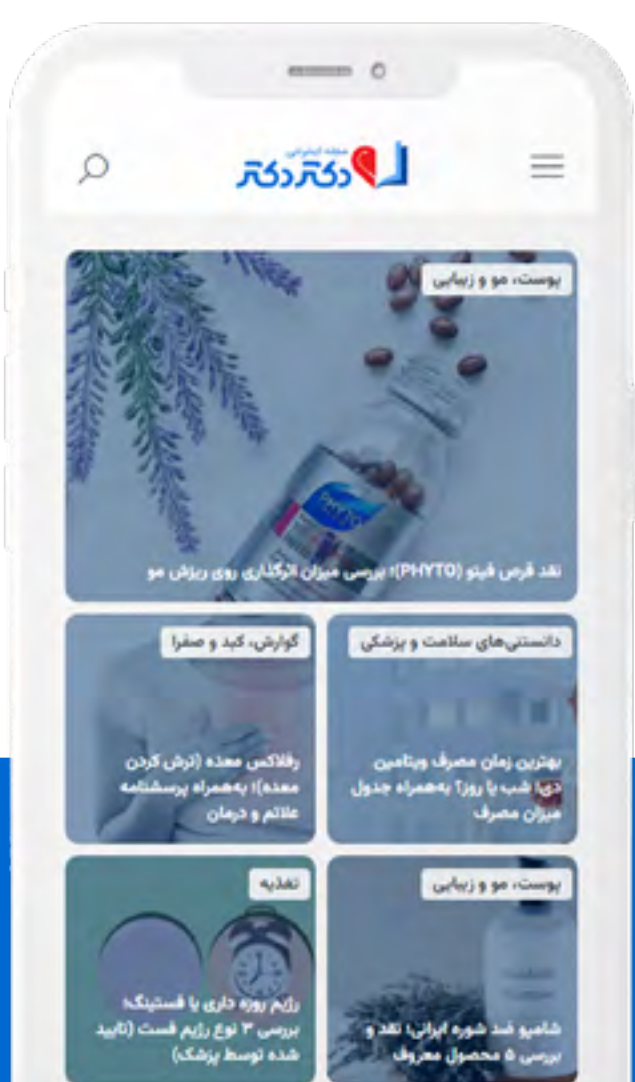 مجله اینترنتی
دکتردکتر
پوست، مو و زیبایی
PHYTO
نقد قرص فیتو (PHYTO)؛ بررسی میزان اثرگذاری روی ریزش مو
دانستنی‌های سلامت و پزشکی
بهترین زمان مصرف ویتامین
دی؛ شب یا روز؟ به‌همراه جدول
میزان مصرف
گوارش، کبد و صفرا
رفلاکس معده (ترش کردن
معده)؛ به‌همراه پرسشنامه
علائم و درمان
پوست، مو و زیبایی
شامپو ضد شوره ایرانی؛ نقد و
بررسی ۵ محصول معروف
تغذیه
رژیم روزه داری یا فستینگ؛
بررسی ۳ نوع رژیم فست (تایید
شده توسط پزشک)